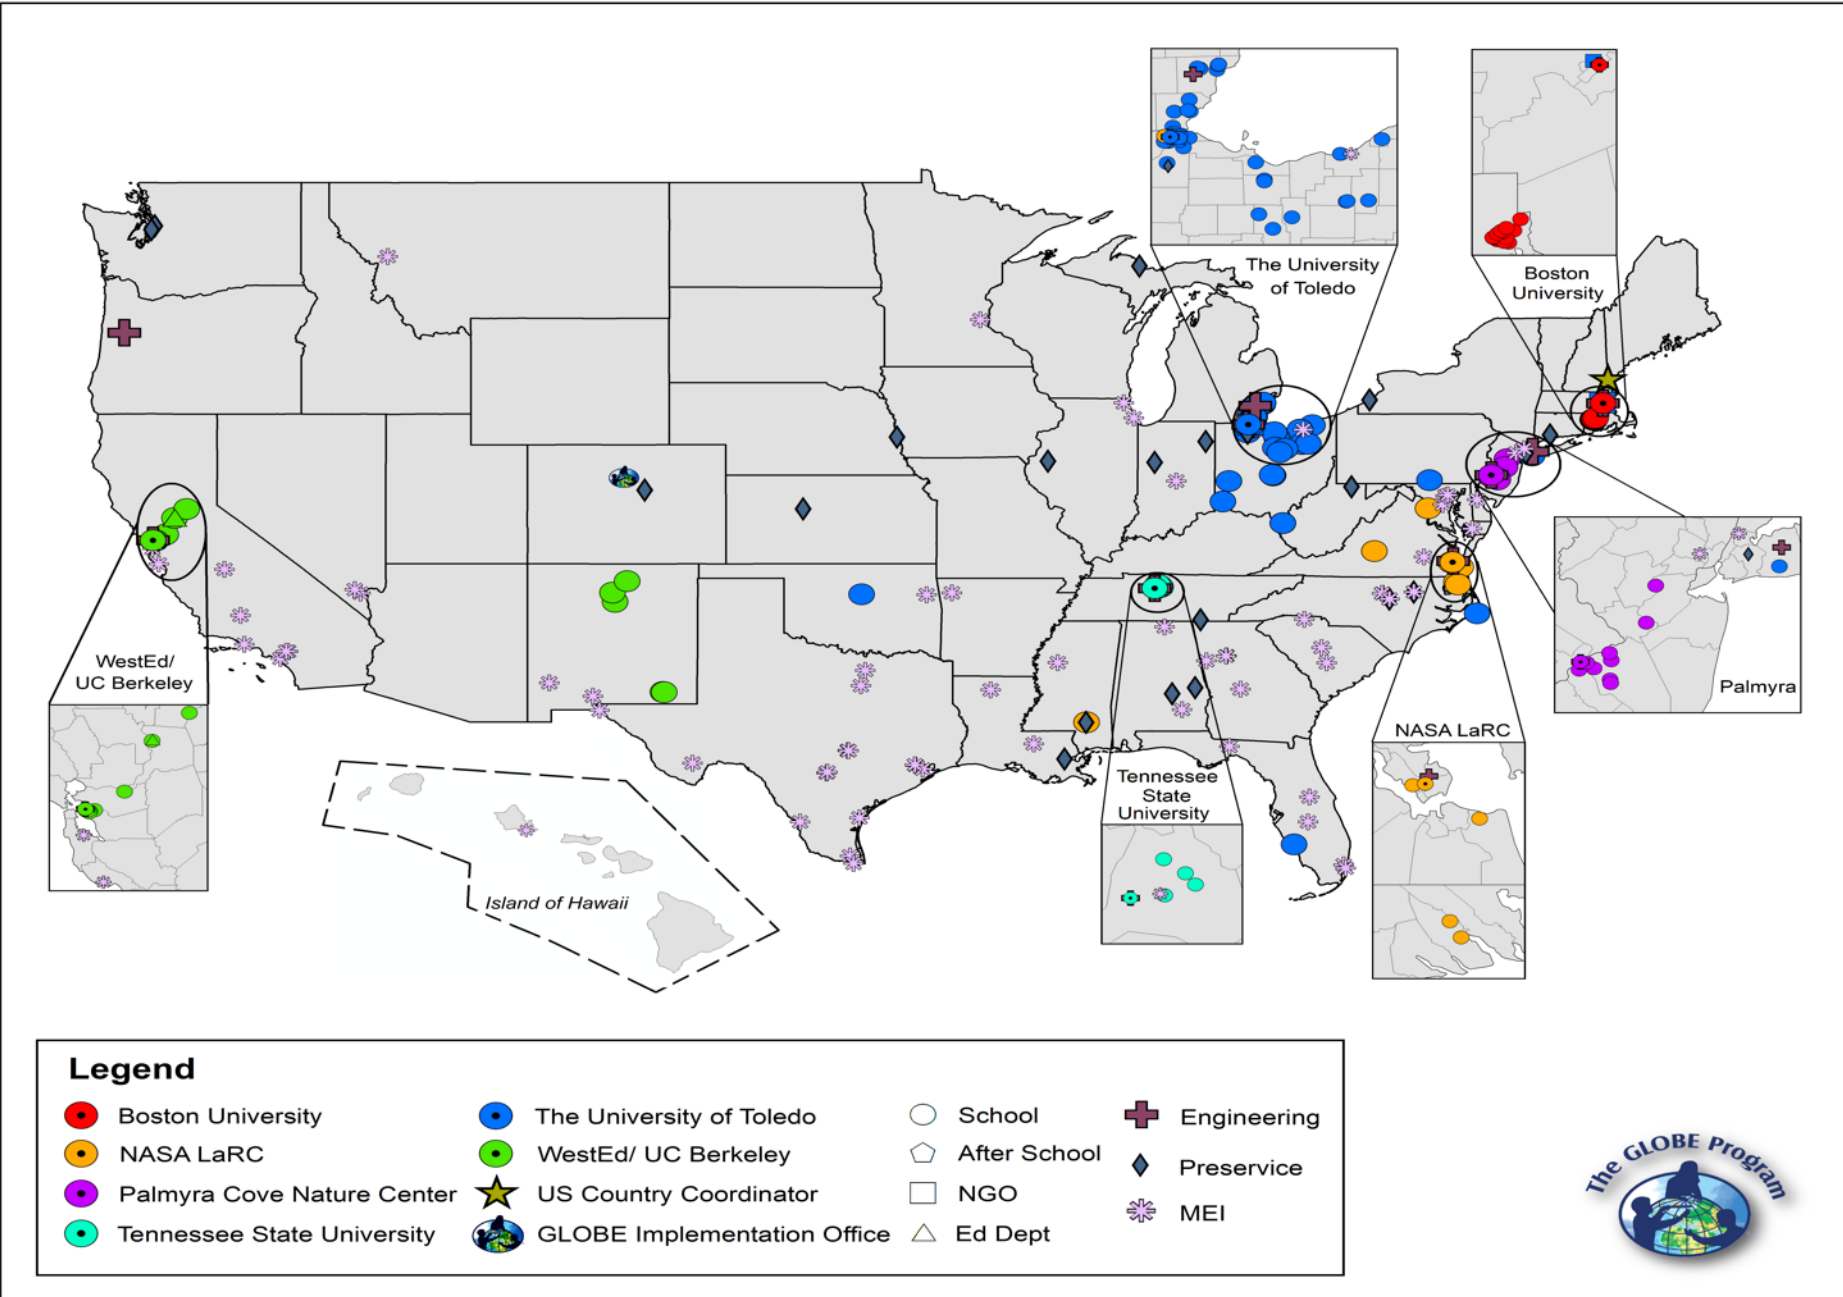 The University
of Toledo
Boston
University
WestEd/
UC Berkeley
Palmyra
NASA LaRC
Tennessee
State
University
Island of Hawaii
Legend
Boston University
NASA LaRC
Palmyra Cove Nature Center
Tennessee State University
The University of Toledo
WestEd/ UC Berkeley
US Country Coordinator
GLOBE Implementation Office
School
After School
NGO
Ed Dept
Engineering
Preservice
MEI
The GLOBE Program